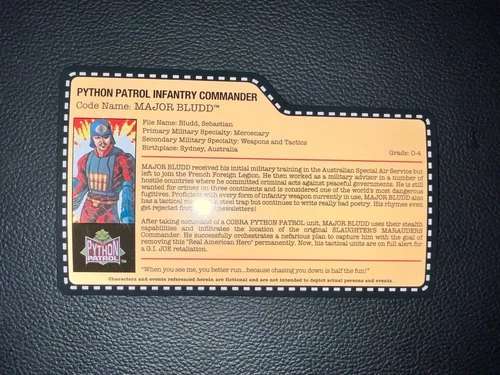 PYTHON PATROL INFANTRY COMMANDER
Code Name: MAJOR BLUDD™
File Name: Bludd, Sebastian
Primary Military Specialty: Mercenary
Secondary Military Specialty: Weapons and Tactics
Birthplace: Sydney, Australia
Grade: O-4
MAJOR BLUDD received his initial military training in the Australian Special Air Service but
left to join the French Foreign Legion. He then worked as a military advisor in a number of
hostile countries where he committed criminal acts against peaceful governments. He is still
wanted for crimes on three continents and is considered one of the world's most dangerous
fugitives. Proficient with every form of infantry weapon currently in use, MAJOR BLUDD also
has a tactical mind like a steel trap but continues to write really bad poetry. His rhymes even
get rejected from newsletters)
After taking command of a COBRA PYTHON PATROL unit, MAJOR BLUDD uses their stealth
capabilities and infiltrates the location of the original SLAUGHTER'S MARAUDERS
Commander. He successfully orchestrates a nefarious plan to capture him with the goal of
removing this "Real American Hero" permanently. Now, his tactical units are on full alert for
a G.I. JOE retaliation.
PYTHON
PATROL
"When you see me, you better run...because chasing you down is half the fun!"
Characters and events referenced herein are fictional and are not intended to depict actual persons and events.